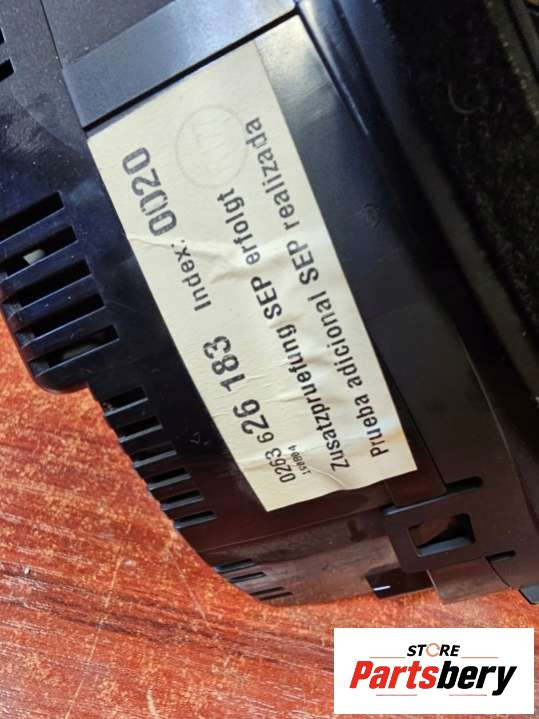 0263 626 183 Index: 0020
Zusatzpruefung SEP erfolgt
Prueba adicional SEP realizada
STORE
Partsbery